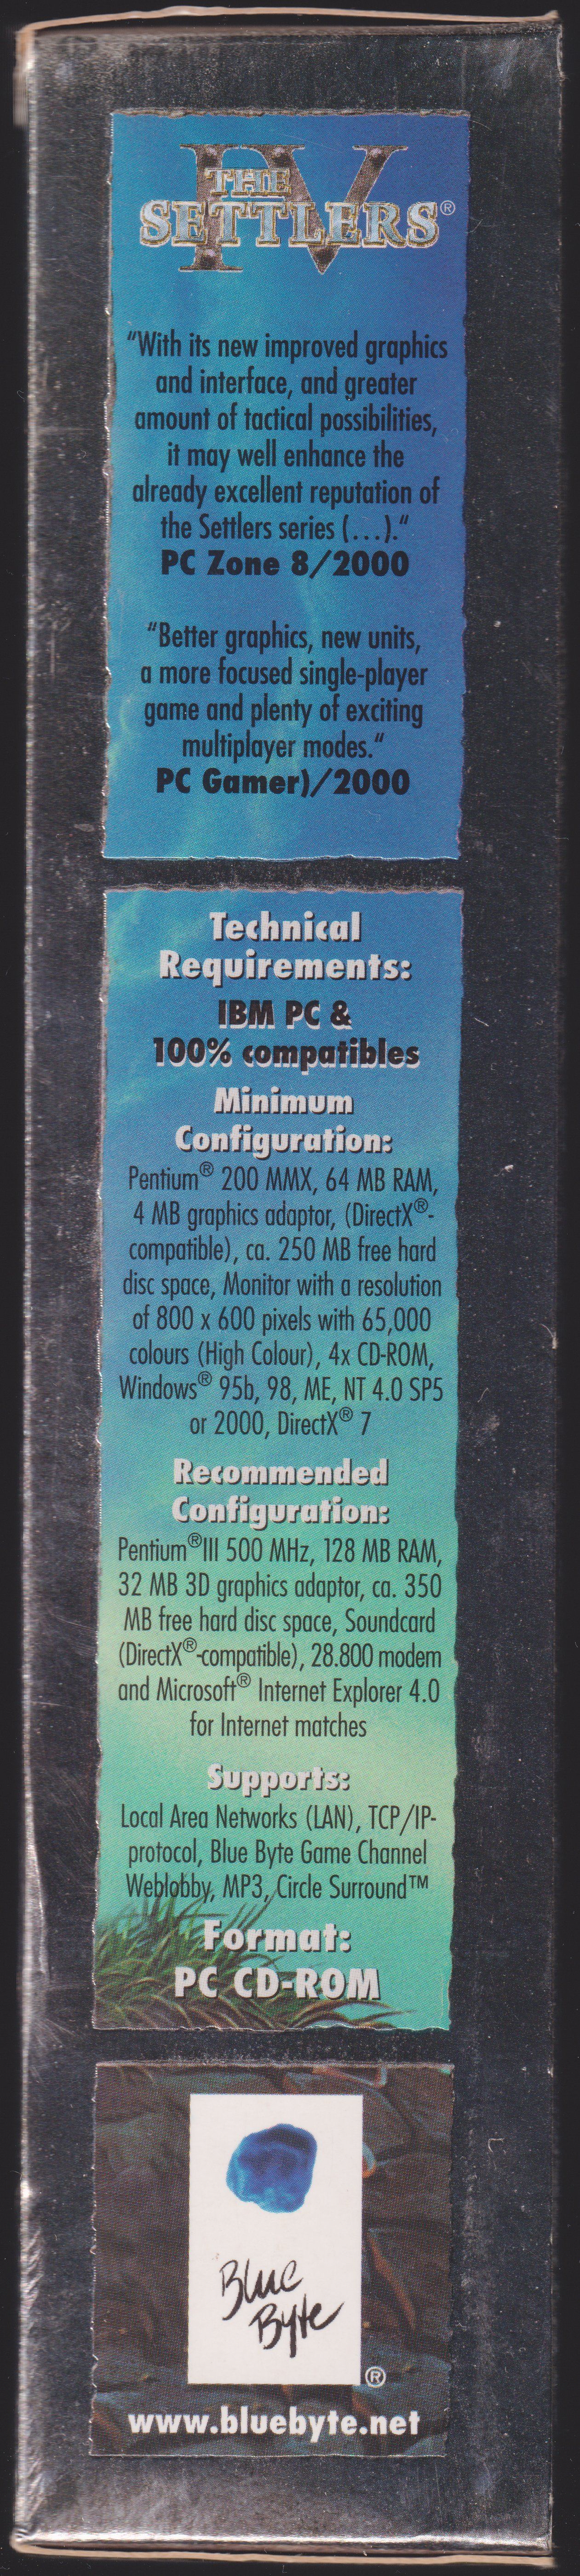 IV
THE
SETTLERS®
“With its new improved graphics
and interface, and greater
amount of tactical possibilities,
it may well enhance the
already excellent reputation of
the Settlers series (...).“
PC Zone 8/2000
“Better graphics, new units,
a more focused single-player
game and plenty of exciting
multiplayer modes.“
PC Gamer)/2000
Technical
Requirements:
IBM PC &
100% compatibles
Minimum
Configuration:
Pentium® 200 MMX, 64 MB RAM,
4 MB graphics adaptor, (DirectX®-
compatible), ca. 250 MB free hard
disc space, Monitor with a resolution
of 800 x 600 pixels with 65,000
colours (High Colour), 4x CD-ROM,
Windows® 95b, 98, ME, NT 4.0 SP5
or 2000, DirectX® 7
Recommended
Configuration:
Pentium®III 500 MHz, 128 MB RAM,
32 MB 3D graphics adaptor, ca. 350
MB free hard disc space, Soundcard
(DirectX®-compatible), 28.800 modem
and Microsoft® Internet Explorer 4.0
for Internet matches
Supports:
Local Area Networks (LAN), TCP/IP-
protocol, Blue Byte Game Channel
Weblobby, MP3, Circle Surround™
Format:
PC CD-ROM
Blue
Byte
®
www.bluebyte.net